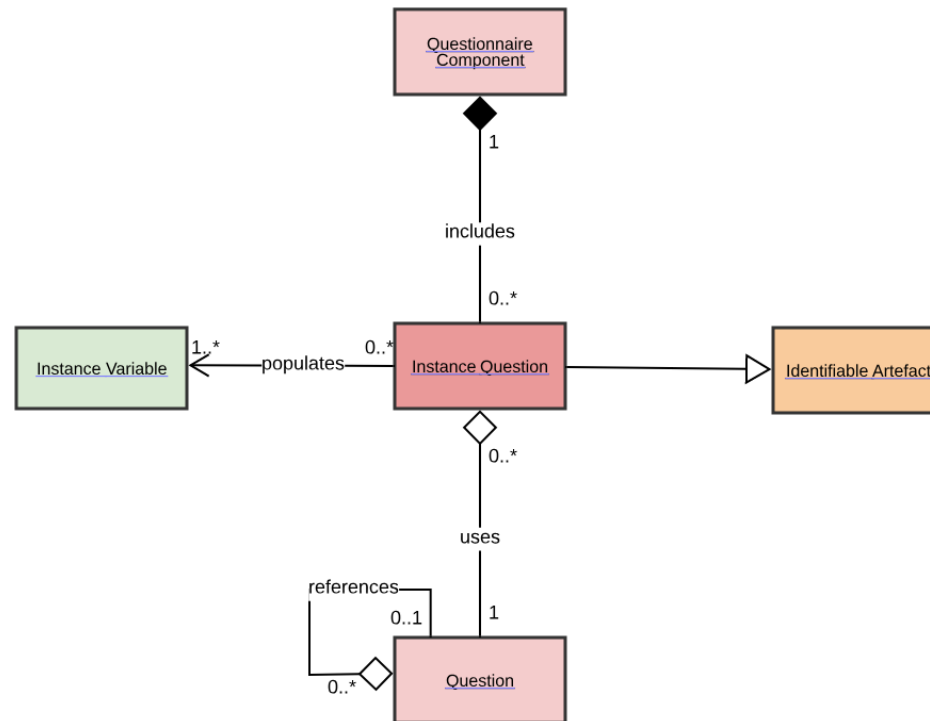 Questionnaire
Component
1
includes
0..*
1..*
populates
0..*
Instance Variable
Instance Question
Identifiable Artefact
0..*
uses
references
0..1
1
0..*
Question